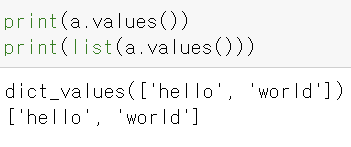 print(a.values())
print(list(a.values()))
dict_values(['hello', 'world'])
['hello', 'world']